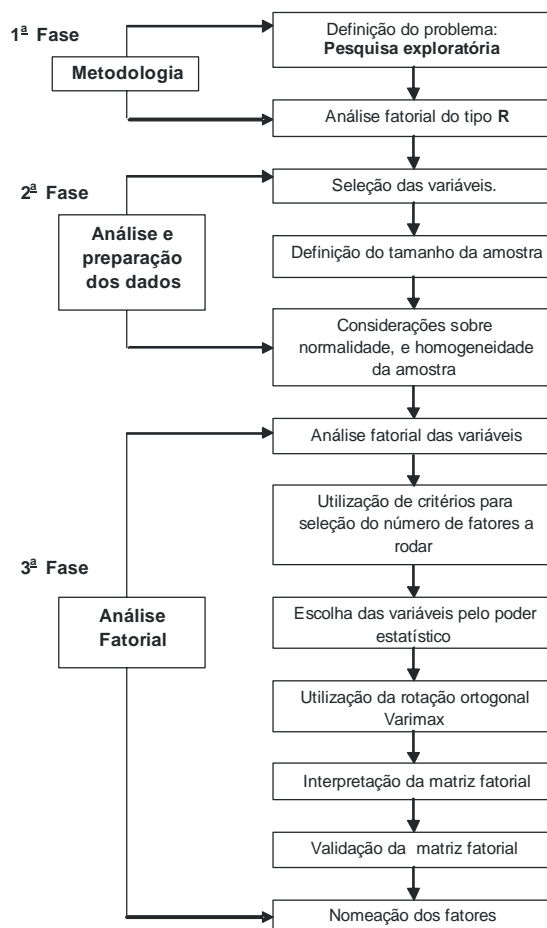 1ª Fase
Metodologia
Definição do problema:
Pesquisa exploratória
Análise fatorial do tipo R
2ª Fase
Análise e
preparação
dos dados
Seleção das variáveis.
Definição do tamanho da amostra
Considerações sobre
normalidade, e homogeneidade
da amostra
3ª Fase
Análise
Fatorial
Análise fatorial das variáveis
Utilização de critérios para
seleção do número de fatores a
rodar
Escolha das variáveis pelo poder
estatístico
Utilização da rotação ortogonal
Varimax
Interpretação da matriz fatorial
Validação da matriz fatorial
Nomeação dos fatores